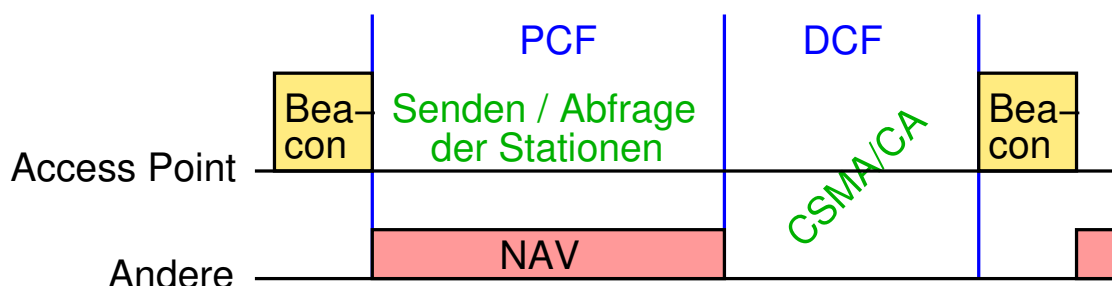 PCF
DCF
Bea-
con
Senden / Abfrage
der Stationen
CSMA/CA
Bea-
con
Access Point
NAV
Andere